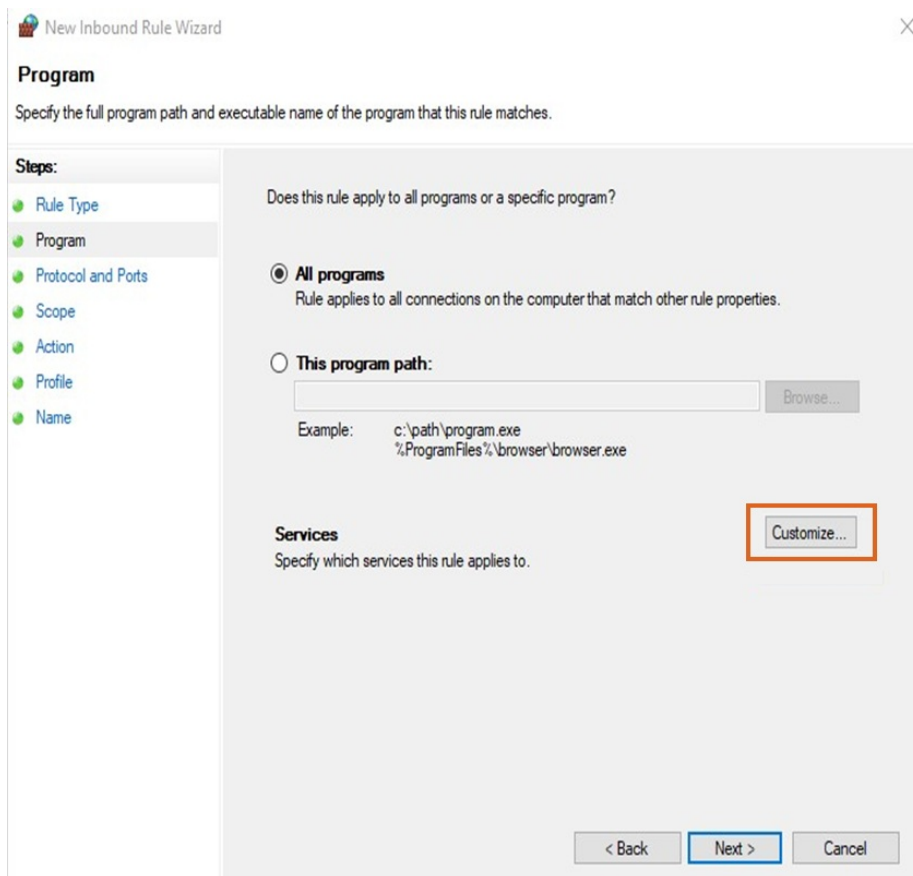 New Inbound Rule Wizard
Program
Specify the full program path and executable name of the program that this rule matches.
Steps:
Rule Type
Program
Protocol and Ports
Scope
Action
Profile
Name
Does this rule apply to all programs or a specific program?
All programs
Rule applies to all connections on the computer that match other rule properties.
This program path:
Browse...
Example: c:\path\program.exe
%ProgramFiles%\browser\browser.exe
Services
Customize...
Specify which services this rule applies to.
< Back Next > Cancel